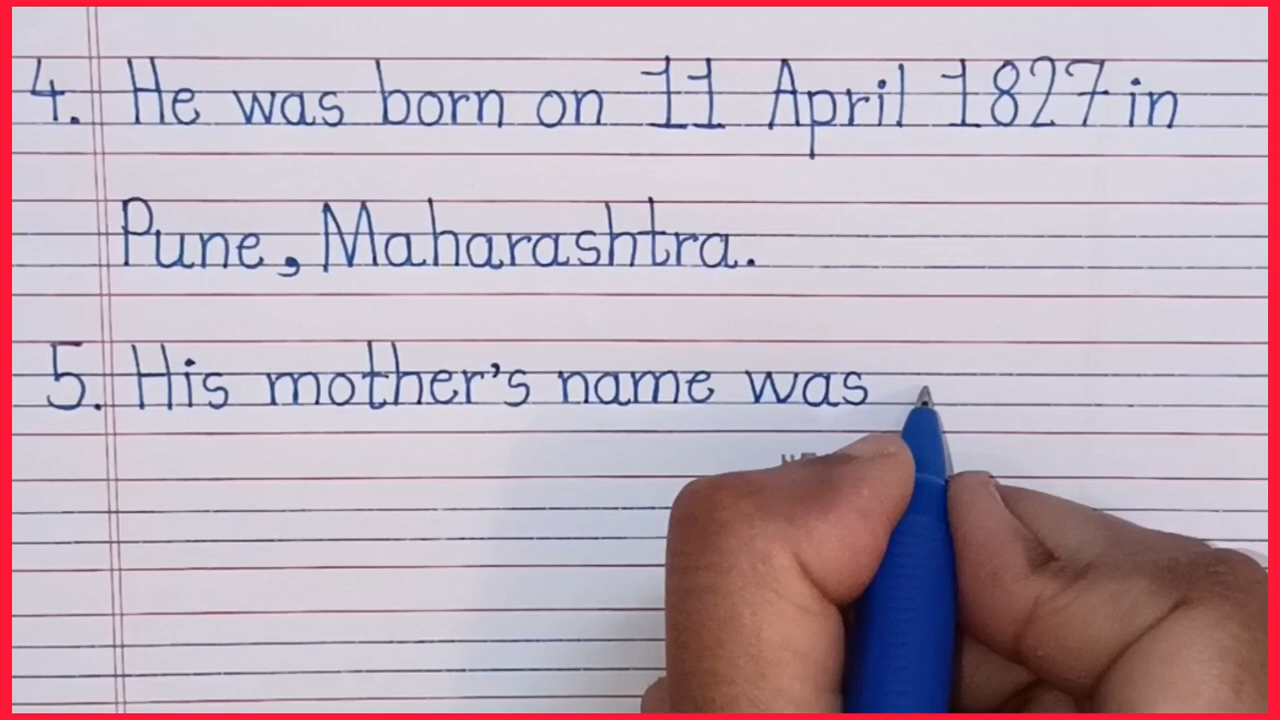 4. He was born on 11 April 1827 in
Pune, Maharashtra.
5. His mother's name was